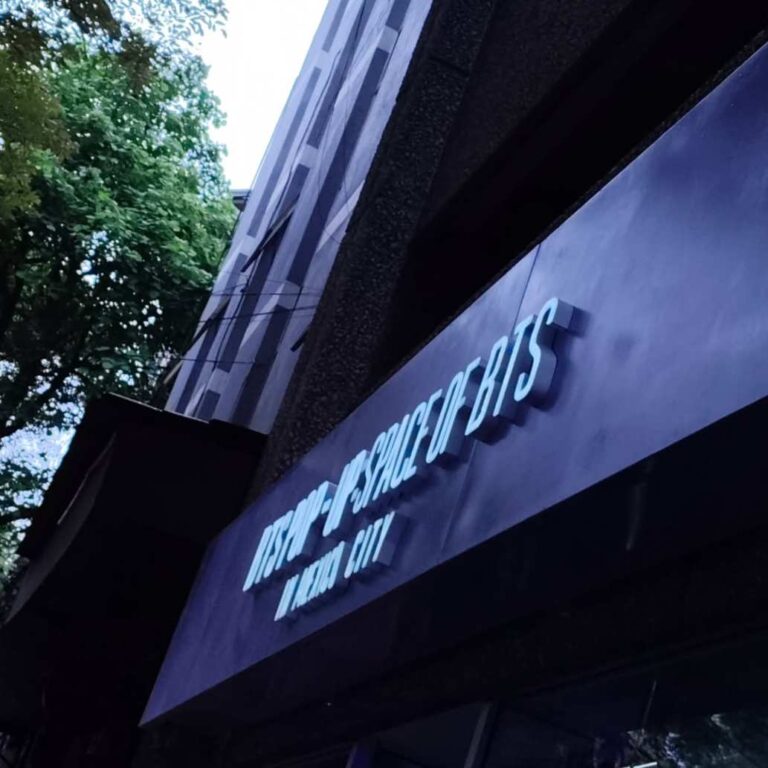 BTS POP-UP:SPACE OF BTS
IN MEXICO CITY